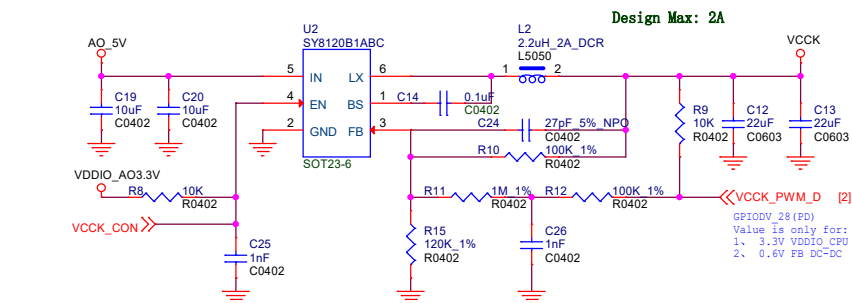 Design Max: 2A
AO_5V
U2
SY8120B1ABC
L2
2.2uH_2A_DCR
L5050
VCCK
5 IN LX 6
1 2
4 EN BS 1
2 GND FB 3
SOT23-6
C19
10uF
C0402
C20
10uF
C0402
C14 0.1uF
C0402
C24 27pF_5%_NPO
C0402
R10 100K_1%
R0402
R9
10K
R0402
C12
22uF
C0603
C13
22uF
C0603
VDDIO_AO3.3V
R8 10K
R0402
VCCK_CON
C25
1nF
C0402
R11 1M_1%
R0402
R12 100K_1%
R0402
R15
120K_1%
R0402
C26
1nF
C0402
VCCK_PWM_D [2]
GPIODV_28(PD)
Value is only for:
1、 3.3V VDDIO_CPU
2、 0.6V FB DC-DC